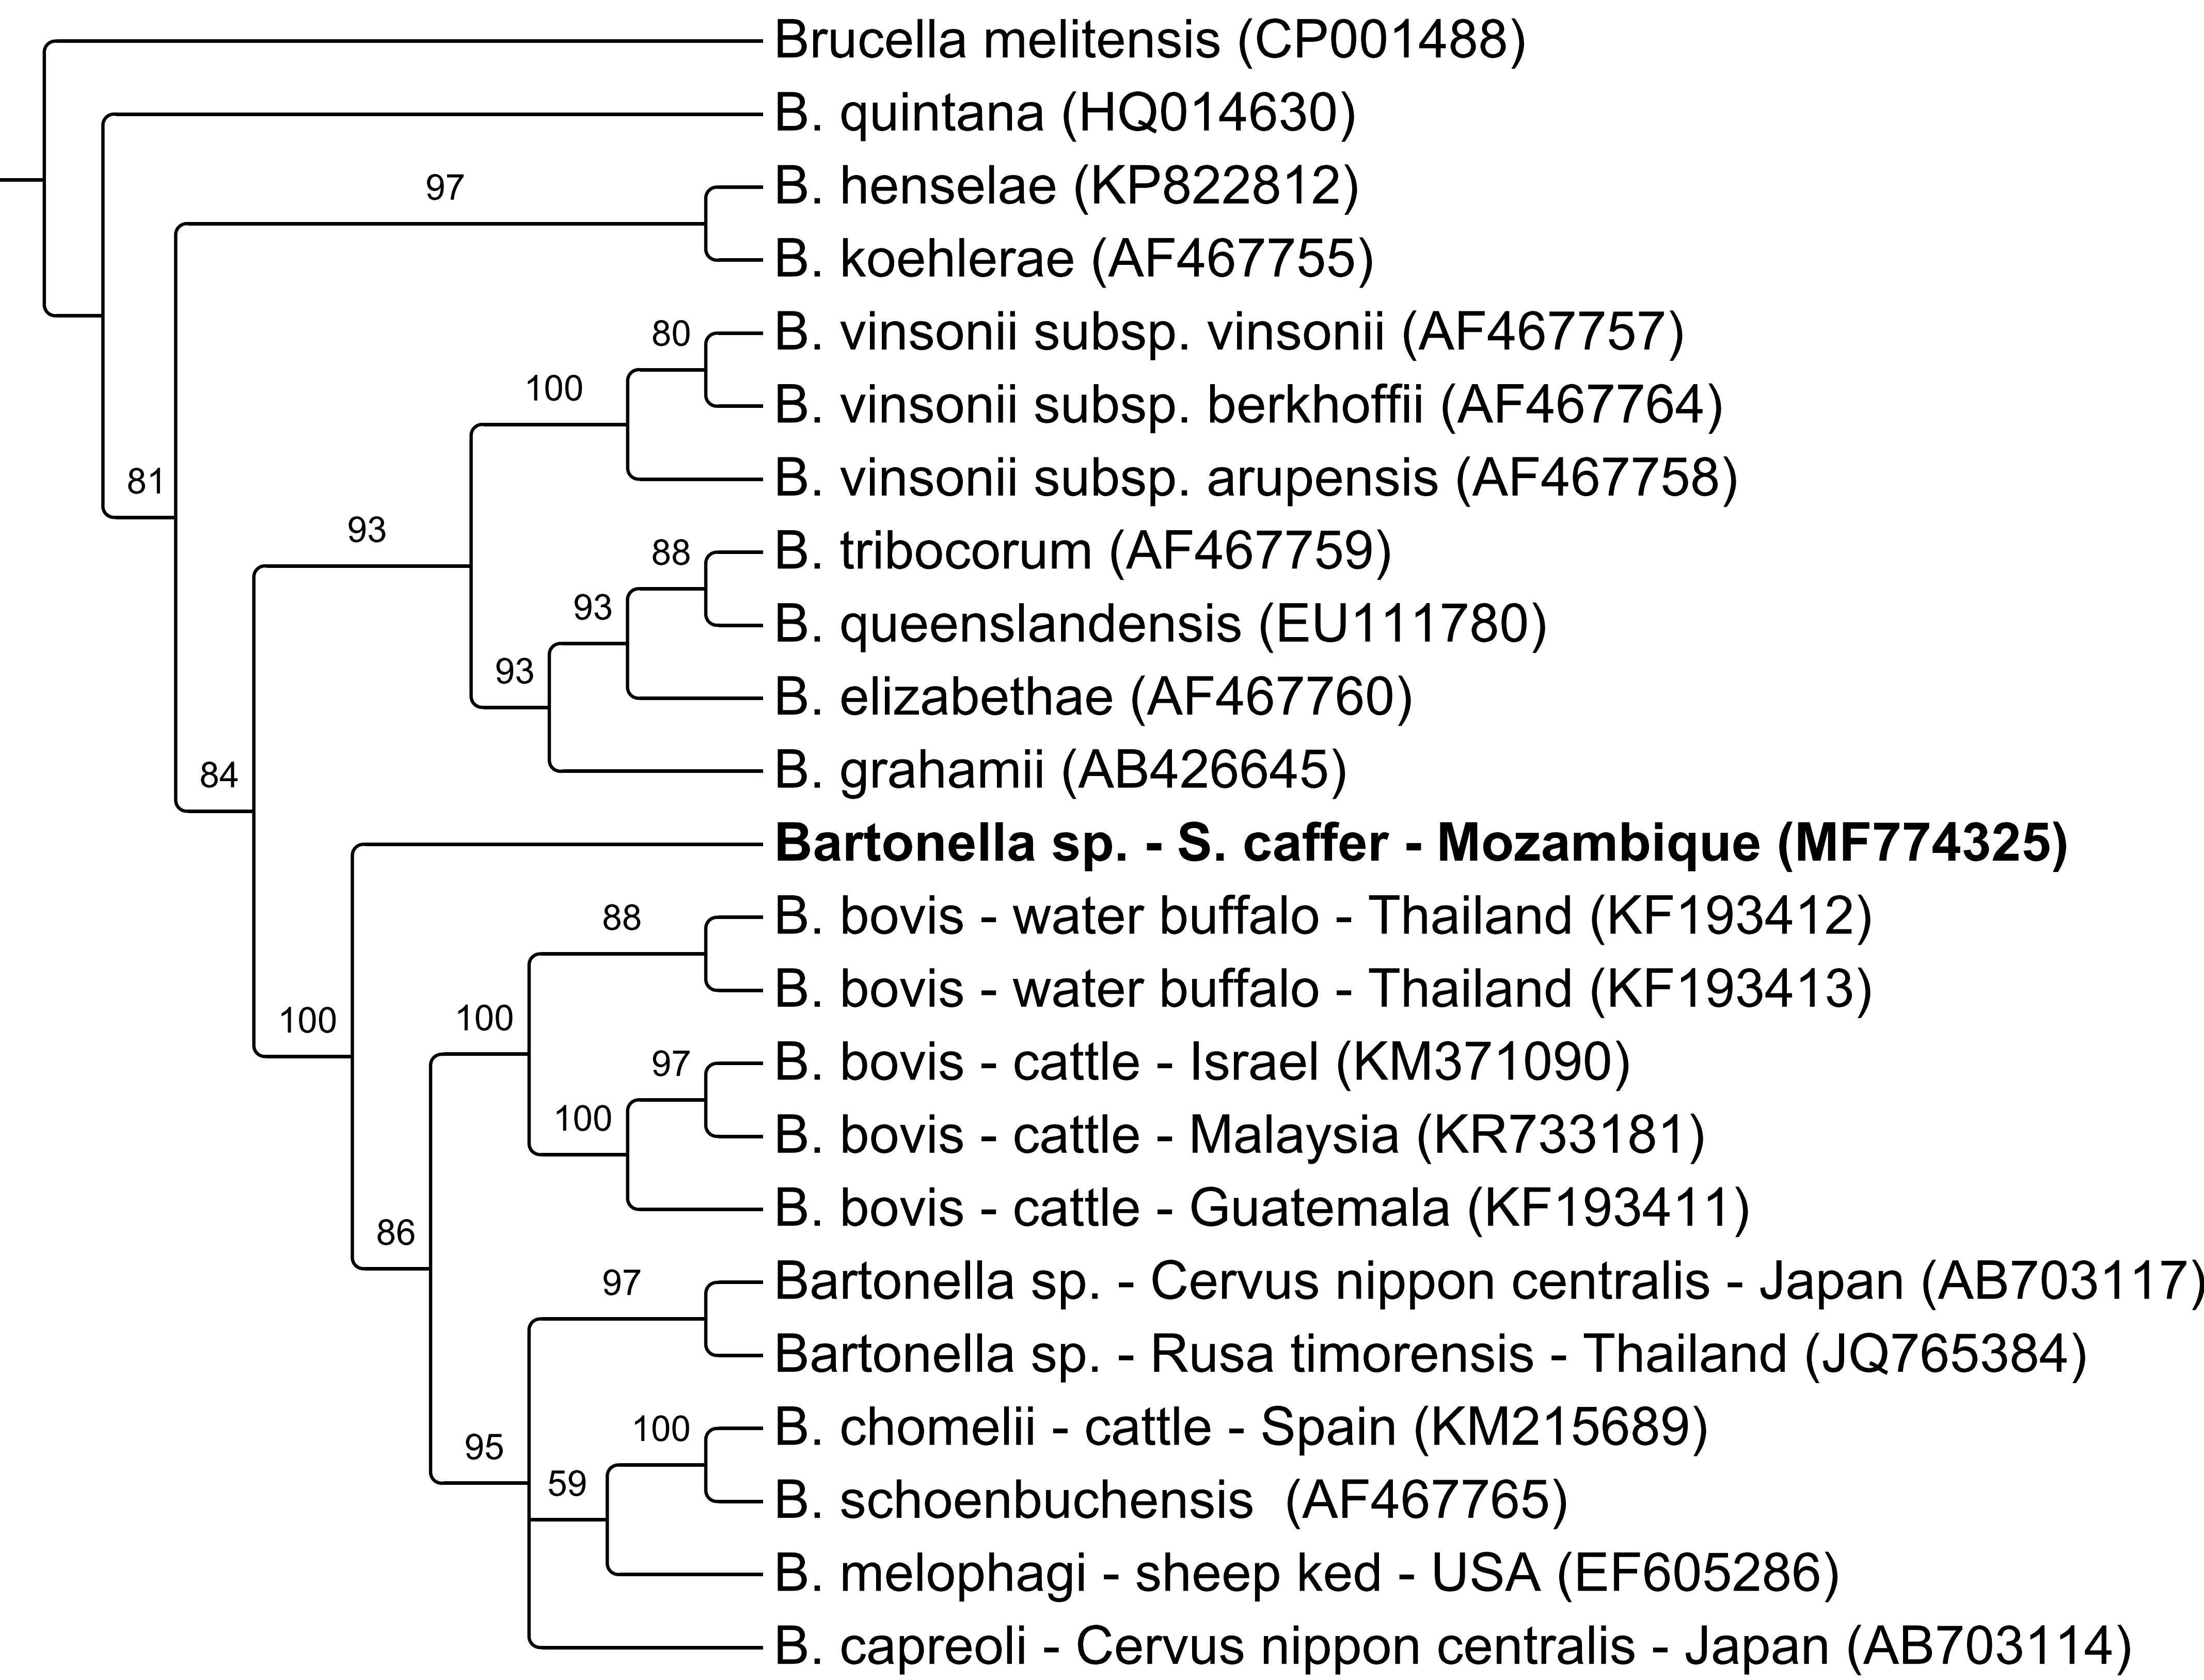 Brucella melitensis (CP001488)
B. quintana (HQ014630)
97
B. henselae (KP822812)
B. koehlerae (AF467755)
80
B. vinsonii subsp. vinsonii (AF467757)
100
B. vinsonii subsp. berkhoffii (AF467764)
81
B. vinsonii subsp. arupensis (AF467758)
93
88
B. tribocorum (AF467759)
93
B. queenslandensis (EU111780)
93
B. elizabethae (AF467760)
84
B. grahamii (AB426645)
Bartonella sp. - S. caffer - Mozambique (MF774325)
88
B. bovis - water buffalo - Thailand (KF193412)
100
100
B. bovis - water buffalo - Thailand (KF193413)
97
B. bovis - cattle - Israel (KM371090)
100
B. bovis - cattle - Malaysia (KR733181)
86
B. bovis - cattle - Guatemala (KF193411)
97
Bartonella sp. - Cervus nippon centralis - Japan (AB703117)
Bartonella sp. - Rusa timorensis - Thailand (JQ765384)
95
100
B. chomelii - cattle - Spain (KM215689)
59
B. schoenbuchensis (AF467765)
B. melophagi - sheep ked - USA (EF605286)
B. capreoli - Cervus nippon centralis - Japan (AB703114)